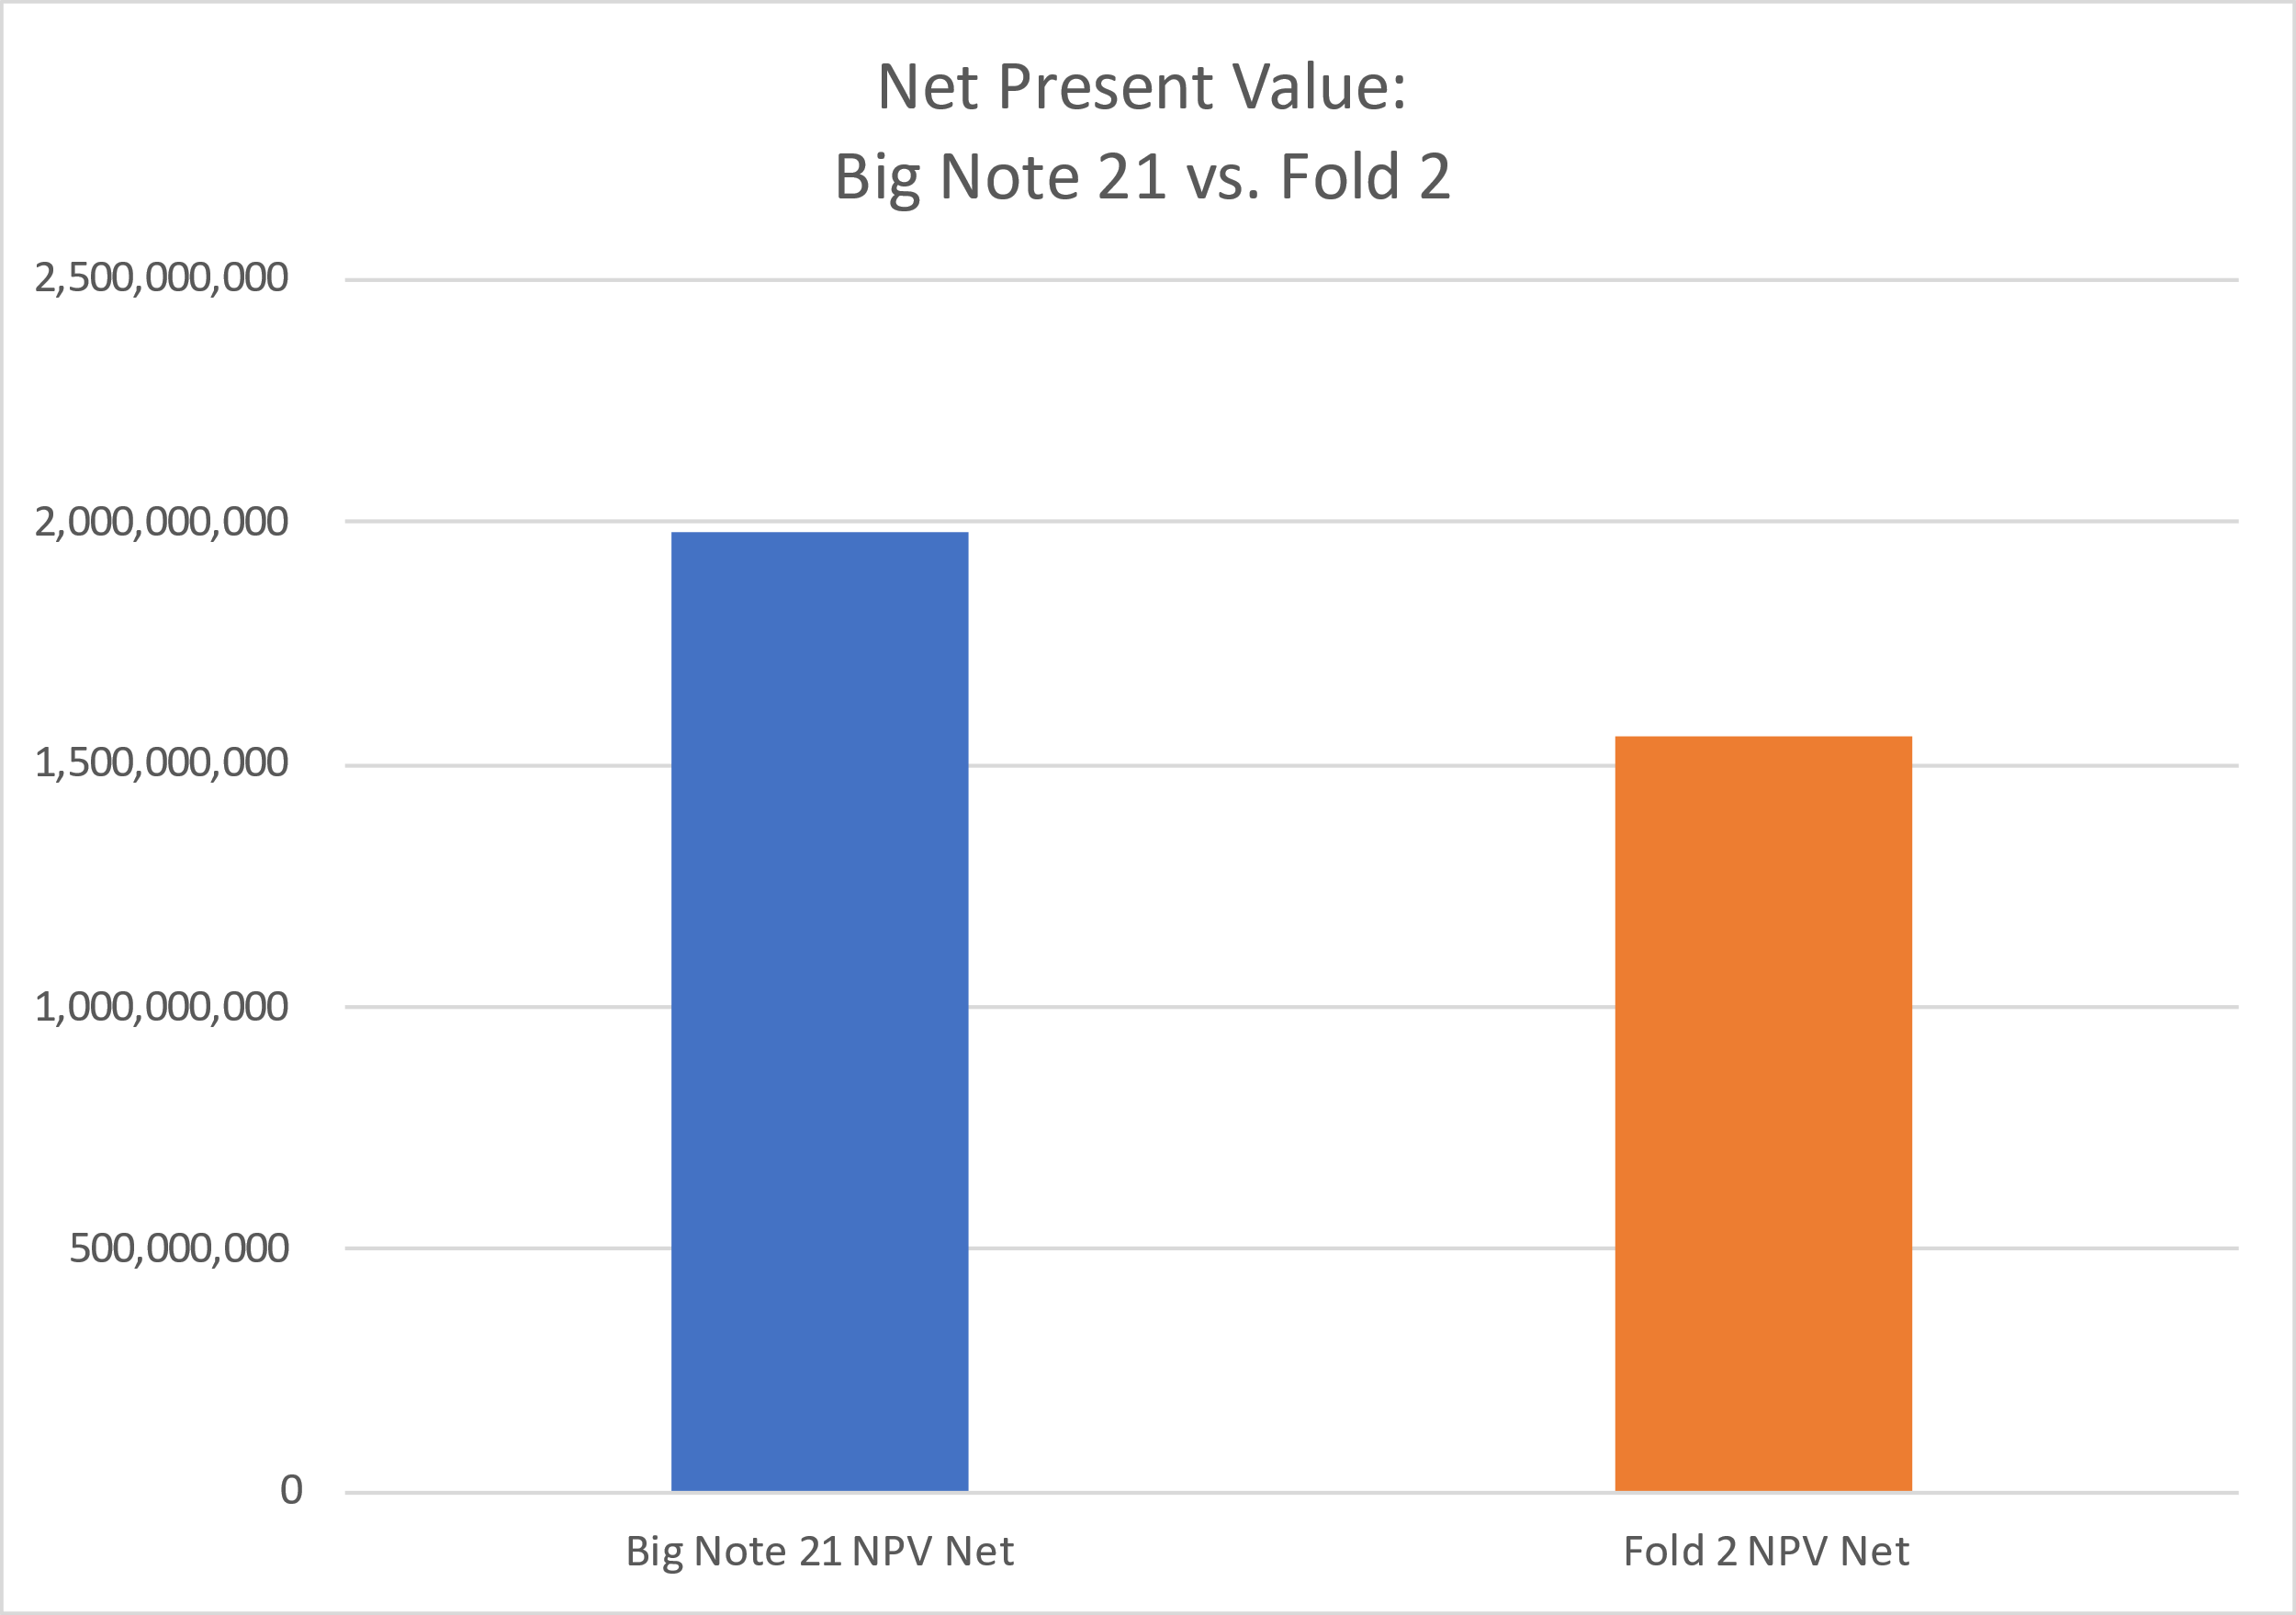 Net Present Value:
Big Note 21 vs. Fold 2
2,500,000,000
2,000,000,000
1,500,000,000
1,000,000,000
500,000,000
0
Big Note 21 NPV Net
Fold 2 NPV Net